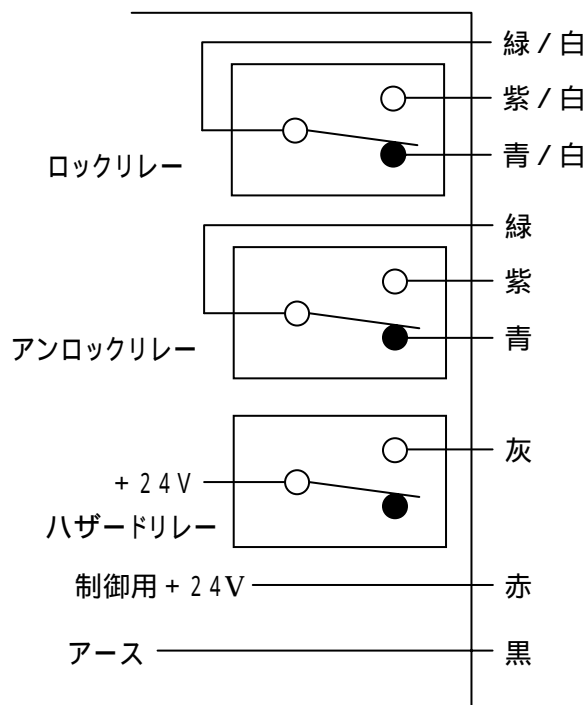 緑/白
紫/白
青/白
ロックリレー
緑
紫
青
アンロックリレー
灰
+24V
ハザードリレー
制御用+24V
赤
アース
黒